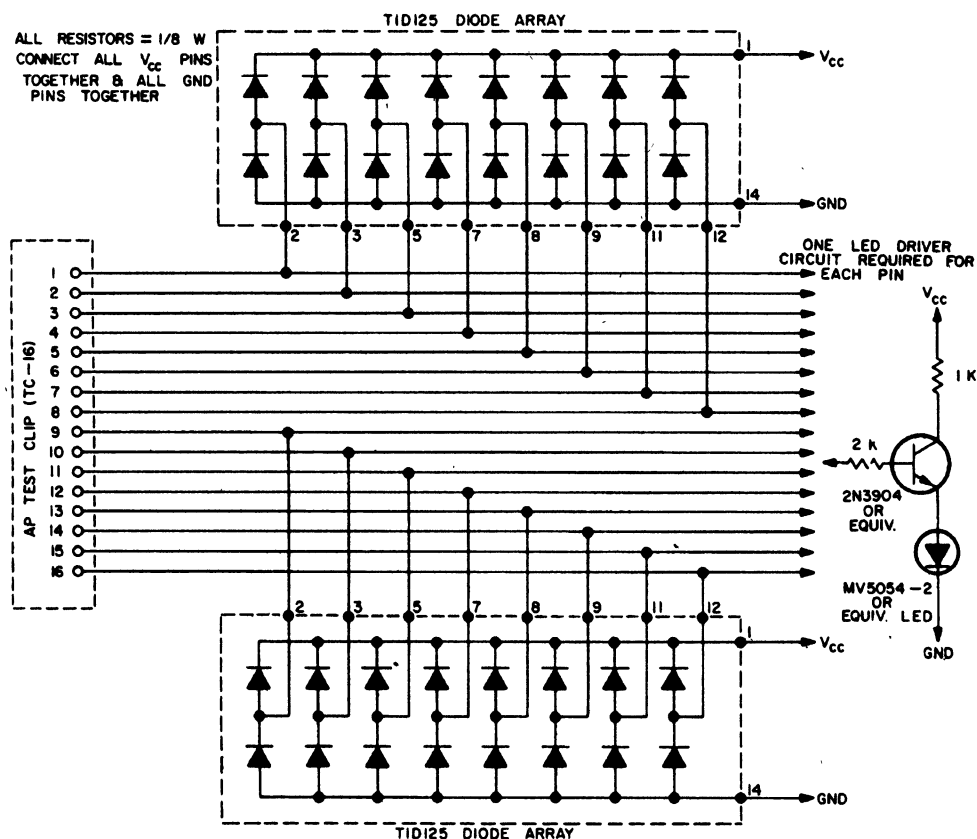 TID125 DIODE ARRAY
ALL RESISTORS = 1/8 W
CONNECT ALL Vcc PINS
TOGETHER & ALL GND
PINS TOGETHER
1
Vcc
14
GND
2 3 5 7 8 9 11 12
AP TEST CLIP (TC-16)
1
2
3
4
5
6
7
8
9
10
11
12
13
14
15
16
ONE LED DRIVER
CIRCUIT REQUIRED FOR
EACH PIN
Vcc
1 K
2 K
2N3904
OR
EQUIV.
MV5054-2
OR
EQUIV. LED
GND
2 3 5 7 8 9 11 12
1
Vcc
14
GND
TID125 DIODE ARRAY